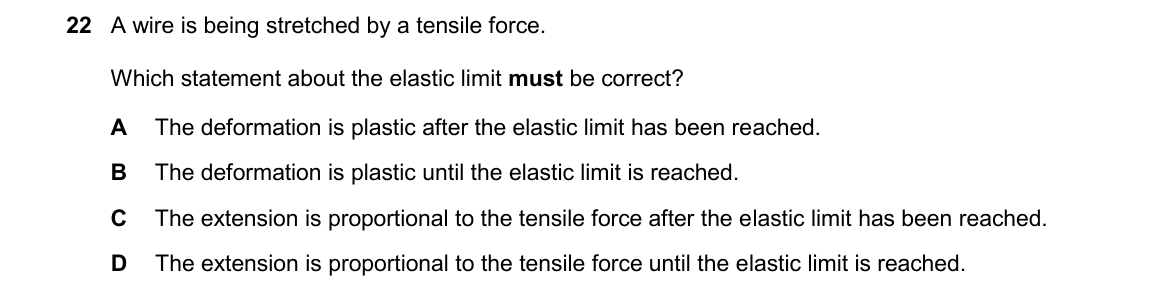 22 A wire is being stretched by a tensile force.
Which statement about the elastic limit must be correct?
A The deformation is plastic after the elastic limit has been reached.
B The deformation is plastic until the elastic limit is reached.
C The extension is proportional to the tensile force after the elastic limit has been reached.
D The extension is proportional to the tensile force until the elastic limit is reached.